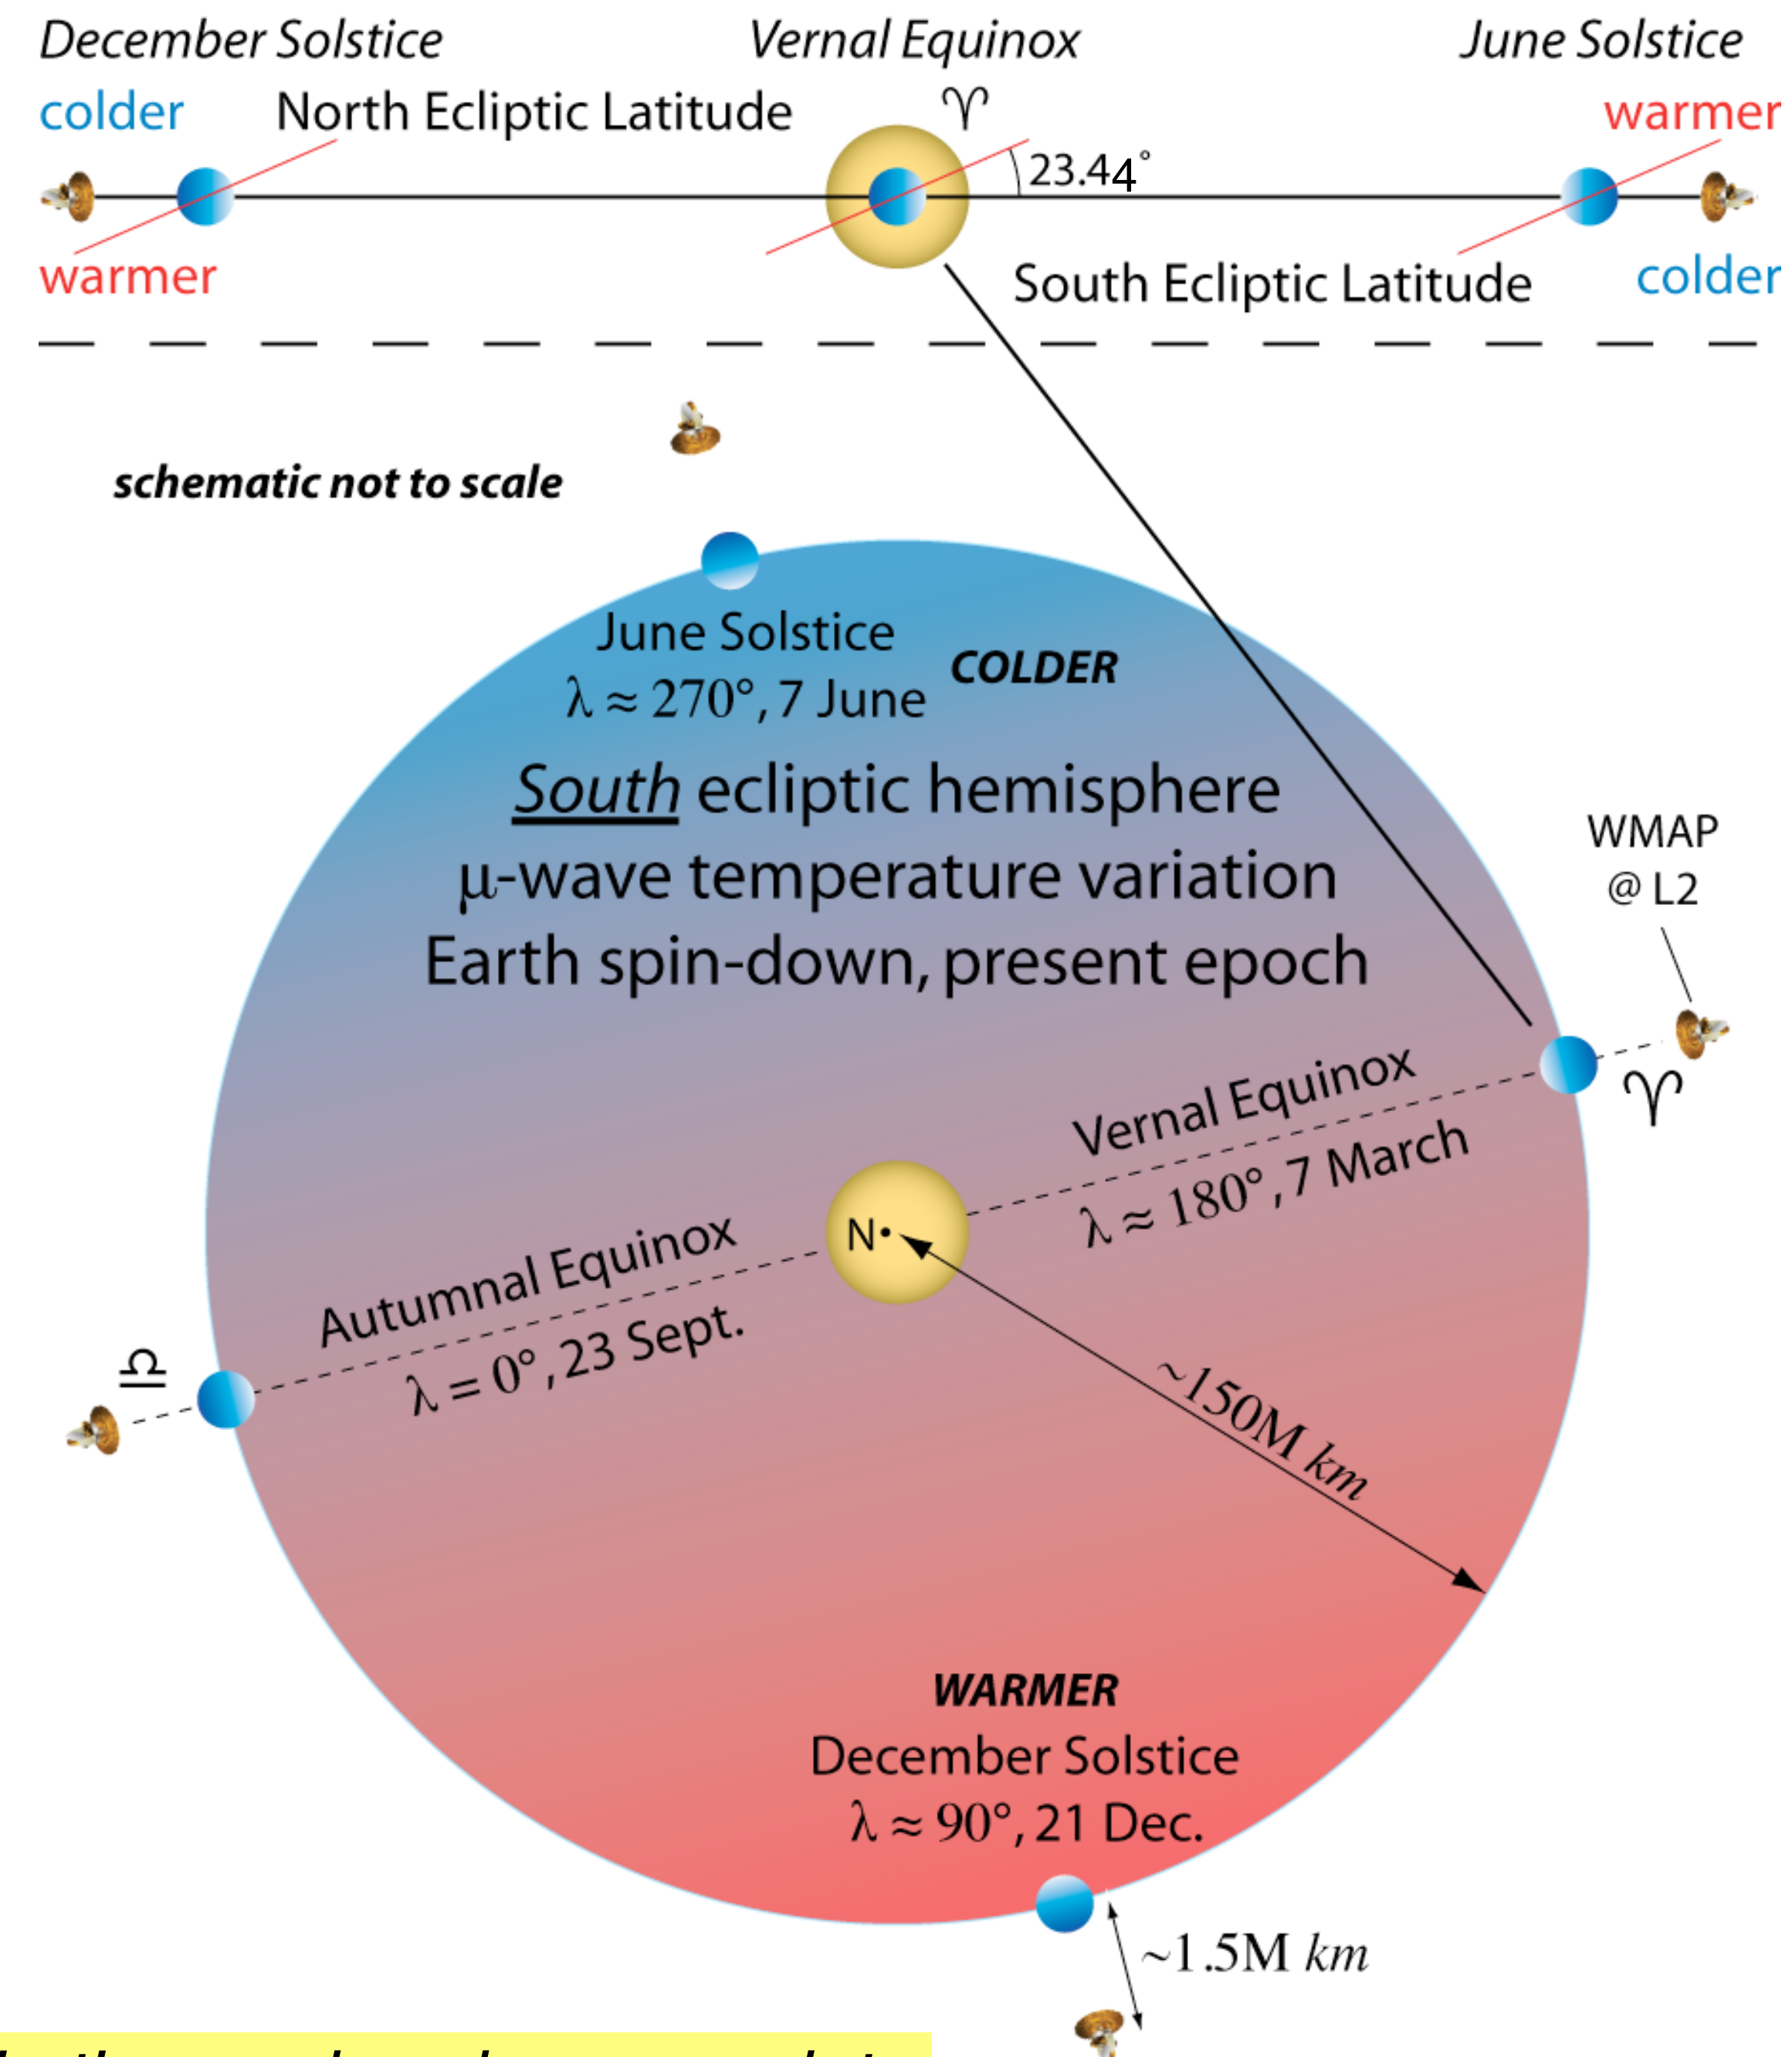 December Solstice
Vernal Equinox
June Solstice
colder
North Ecliptic Latitude
♈
warmer
23.44°
warmer
South Ecliptic Latitude
colder
schematic not to scale
June Solstice
λ ≈ 270°, 7 June
COLDER
South ecliptic hemisphere
μ-wave temperature variation
Earth spin-down, present epoch
WMAP
@ L2
Vernal Equinox
λ ≈ 180°, 7 March
♈
N•
Autumnal Equinox
λ = 0°, 23 Sept.
♎
~150M km
WARMER
December Solstice
λ ≈ 90°, 21 Dec.
~1.5M km